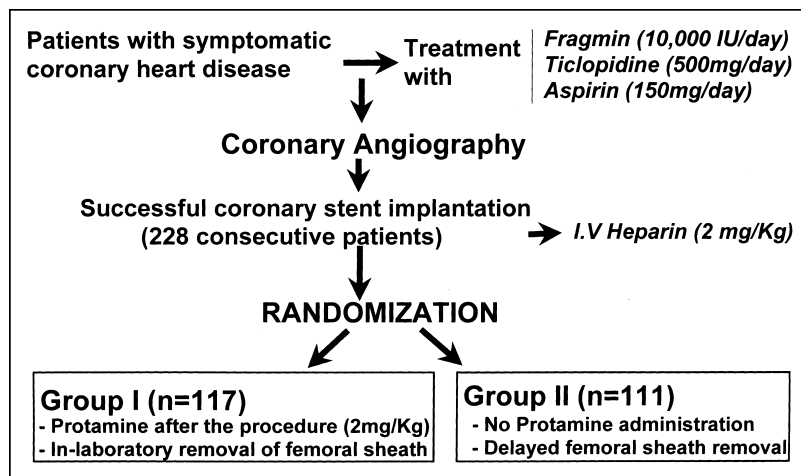 Patients with symptomatic
coronary heart disease
Treatment
with
Fragmin (10,000 IU/day)
Ticlopidine (500mg/day)
Aspirin (150mg/day)
Coronary Angiography
Successful coronary stent implantation
(228 consecutive patients)
I.V Heparin (2 mg/Kg)
RANDOMIZATION
Group I (n=117)
- Protamine after the procedure (2mg/Kg)
- In-laboratory removal of femoral sheath
Group II (n=111)
- No Protamine administration
- Delayed femoral sheath removal